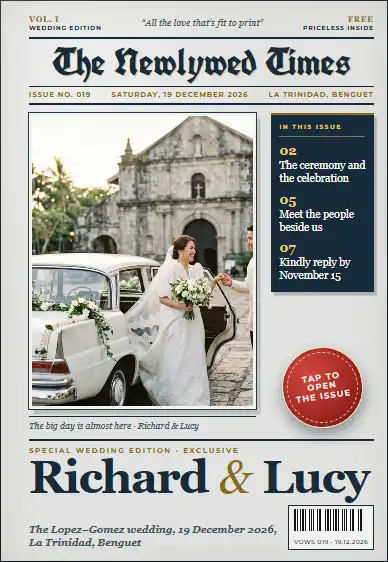 VOL. I
WEDDING EDITION
"All the love that's fit to print"
FREE
PRICELESS INSIDE
The Newlywed Times
ISSUE NO. 019
SATURDAY, 19 DECEMBER 2026
LA TRINIDAD, BENGUET
IN THIS ISSUE
02
The ceremony and
the celebration
05
Meet the people
beside us
07
Kindly reply by
November 15
TAP TO
OPEN
THE ISSUE
The big day is almost here · Richard & Lucy
SPECIAL WEDDING EDITION · EXCLUSIVE
Richard & Lucy
The Lopez–Gomez wedding, 19 December 2026,
La Trinidad, Benguet
VOWS 019 · 19.12.2026